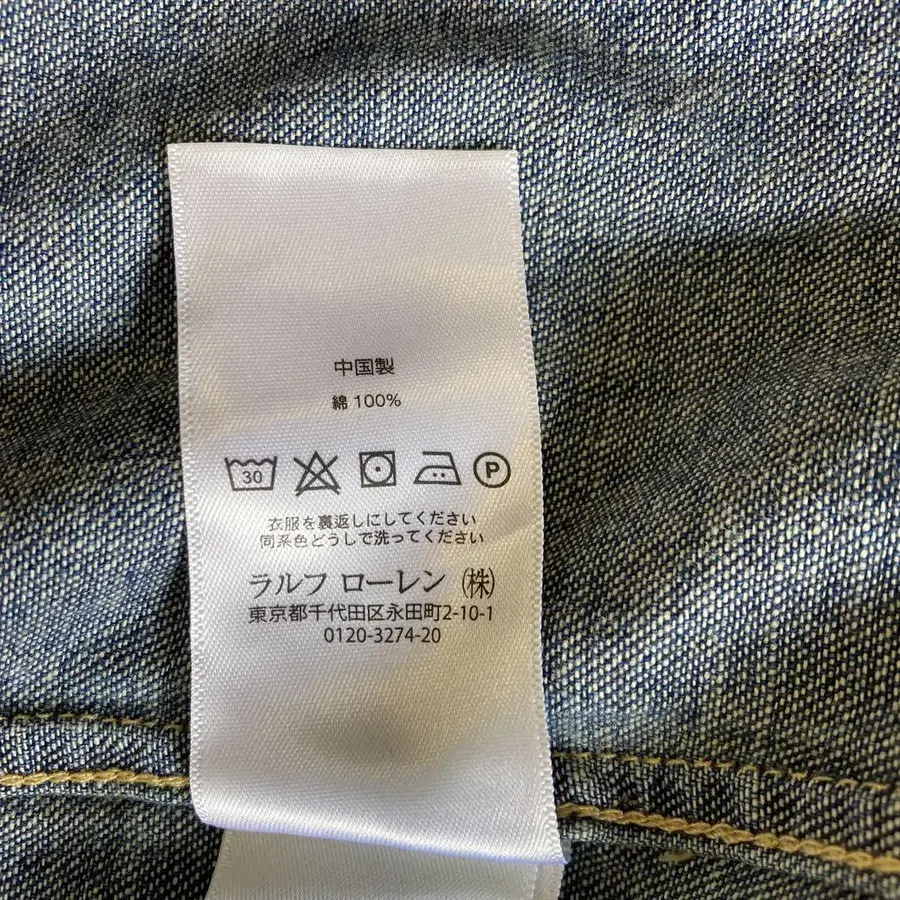 中国製
綿 100%
30 P
衣服を裏返しにしてください
同系色どうしで洗ってください
ラルフ ローレン (株)
東京都千代田区永田町2-10-1
0120-3274-20